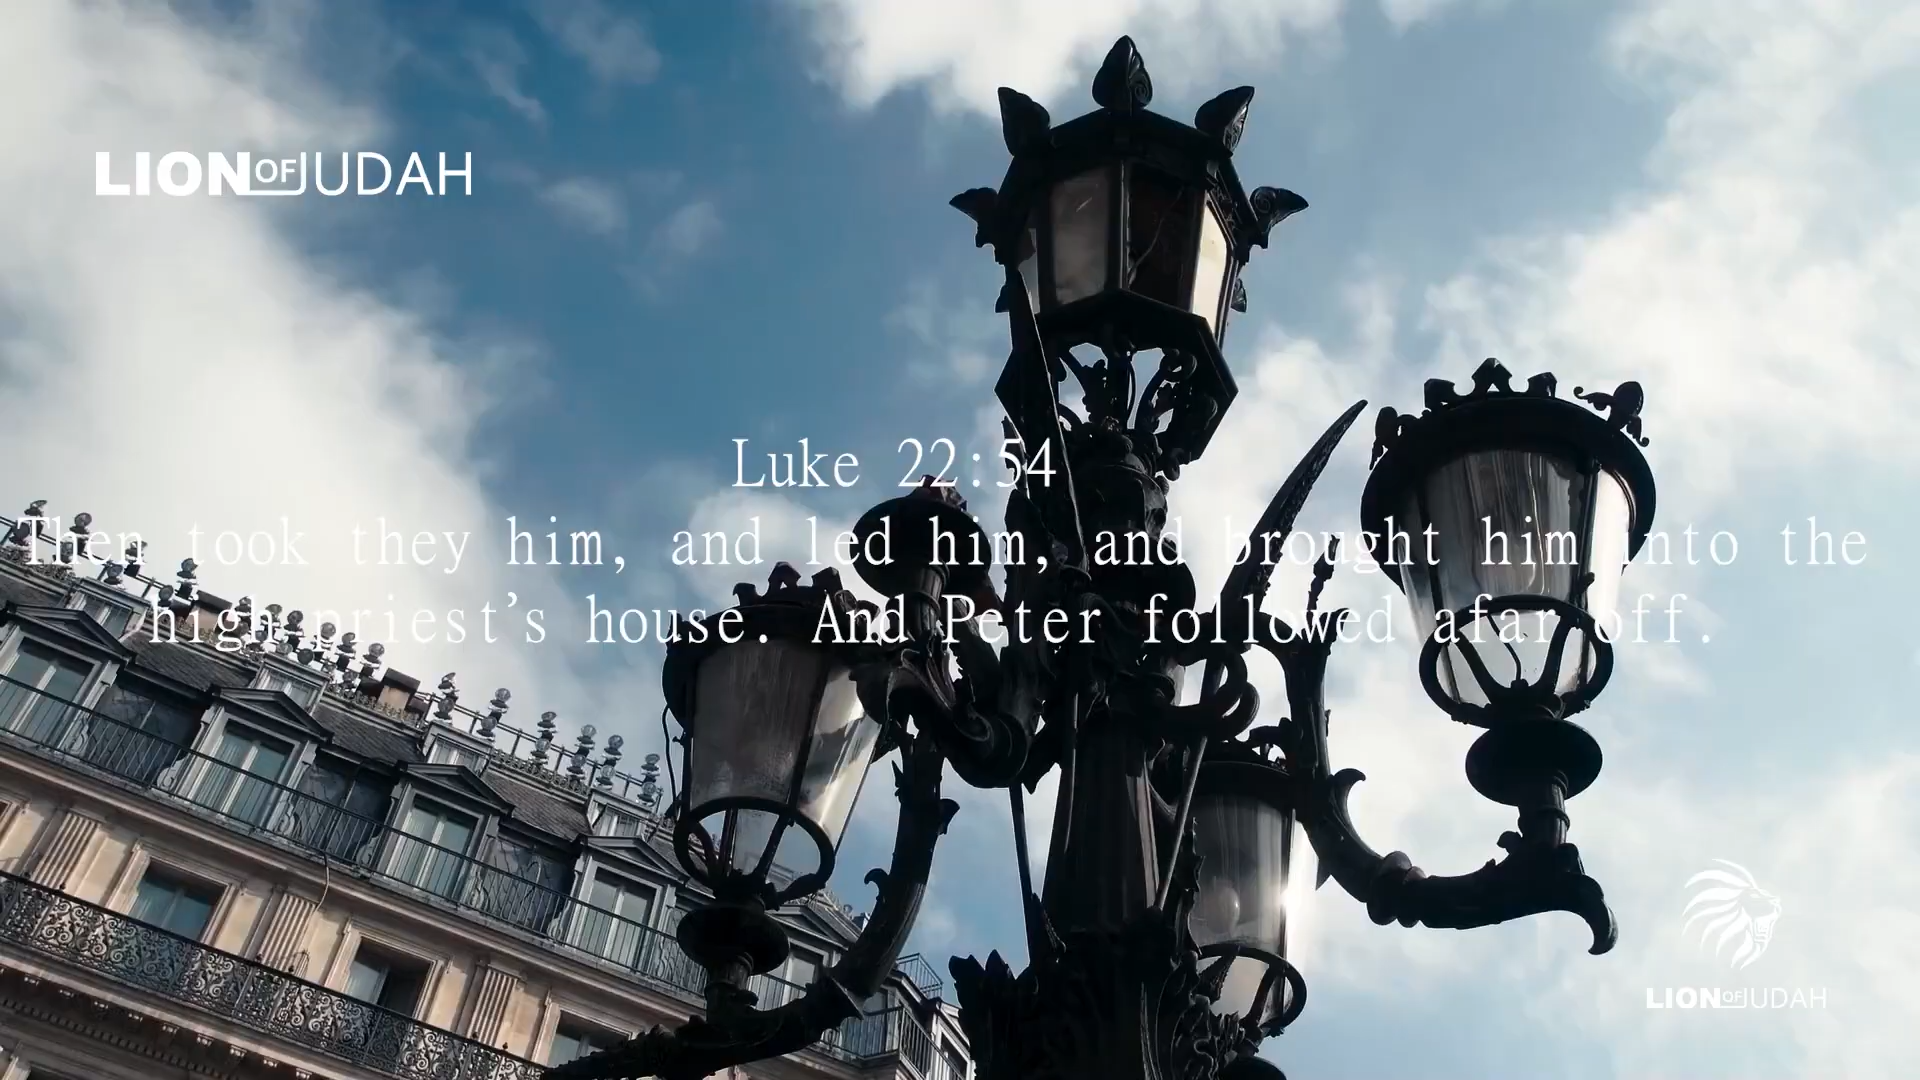 LION OF JUDAH
Luke 22:54
Then took they him, and led him, and brought him into the
high priest’s house. And Peter followed afar off.
LION OF JUDAH